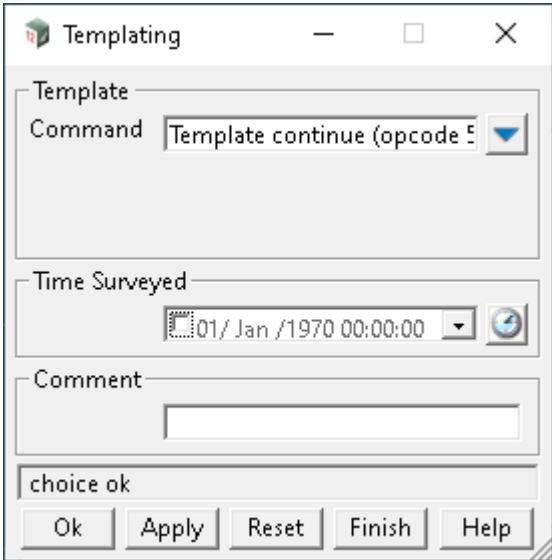 Templating
Template
Command Template continue (opcode 5
Time Surveyed
01/ Jan /1970 00:00:00
Comment
choice ok
Ok Apply Reset Finish Help